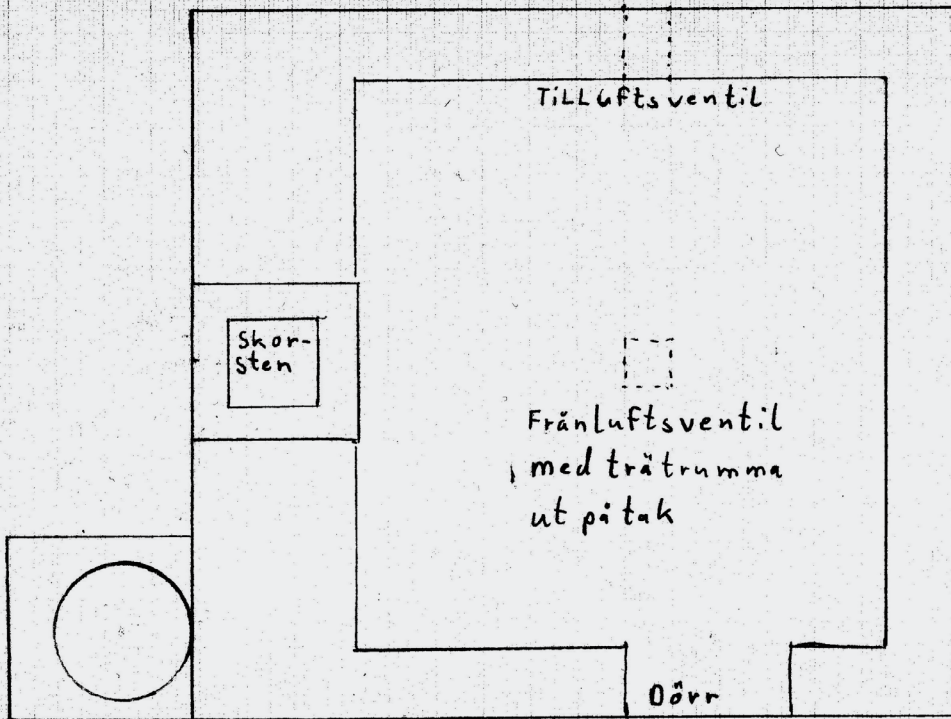 Tilluftsventil
Skor-
sten
Frånluftsventil
med trätrumma
ut på tak
Dörr